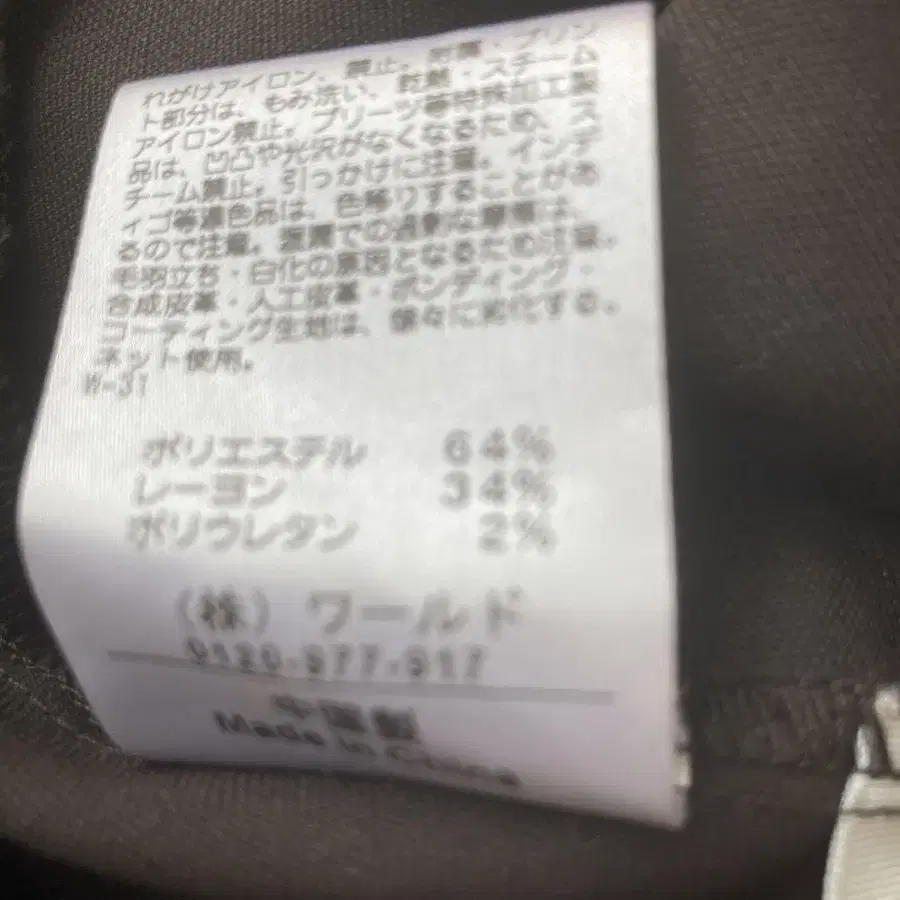 れがけアイロン、禁止。附属・プリン
ト部分は、もみ洗い、乾熱・スチーム
アイロン禁止。プリーツ等特殊加工製
品は、凹凸や光沢がなくなるため、ス
チーム禁止。引っかけに注意。インデ
ィゴ等濃色品は、色移りすることがあ
るので注意。着用での過剰な摩擦は、
毛羽立ち・白化の原因となるため注意。
合成皮革・人工皮革・ボンディング・
コーティング生地は、徐々に劣化する。
ネット使用。
W-31
ポリエステル 64%
レーヨン 34%
ポリウレタン 2%
(株) ワールド
0120-977-917
中国製
Made in China